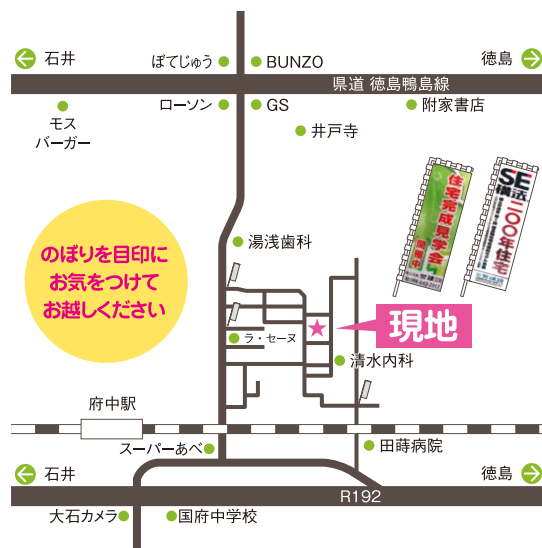 石井
ぽてじゅう
BUNZO
徳島
県道 徳島鴨島線
モス
バーガー
ローソン
GS
附家書店
井戸寺
住宅完成見学会
開催中
SE
構法
二〇〇年住宅
のぼりを目印に
お気をつけて
お越しください
湯浅歯科
ラ・セーヌ
現地
清水内科
府中駅
スーパーあべ
田蒔病院
石井
徳島
R192
大石カメラ
国府中学校